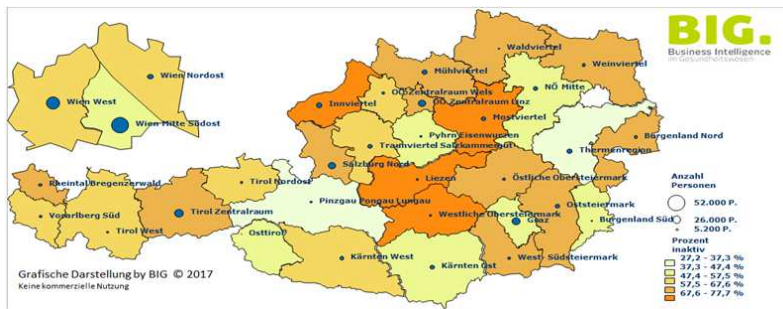 BIG.
Business Intelligence
im Gesundheitswesen
Waldviertel
Weinviertel
Wien Nordost
Mühlviertel
Wien West
OÖ Zentralraum Wels
NÖ Mitte
Innviertel
OÖ Zentralraum Linz
Mostviertel
Wien Mitte Südost
Pyhrn Eisenwurzen
Burgenland Nord
Traunviertel Salzkammergut
Thermenregion
Salzburg Nord
Liezen
Östliche Obersteiermark
Rheintal Bregenzerwald
Tirol Nordost
Pinzgau Pongau Lungau
Oststeiermark
Vorarlberg Süd
Tirol Zentralraum
Westliche Obersteiermark
Graz
Burgenland Süd
Tirol West
Osttirol
Kärnten West
West- Südsteiermark
Kärnten Ost
Anzahl
Personen
52.000 P.
26.000 P.
5.200 P.
Prozent
inaktiv
27,2 - 37,3 %
37,3 - 47,4 %
47,4 - 57,5 %
57,5 - 67,6 %
67,6 - 77,7 %
Grafische Darstellung by BIG © 2017
Keine kommerzielle Nutzung